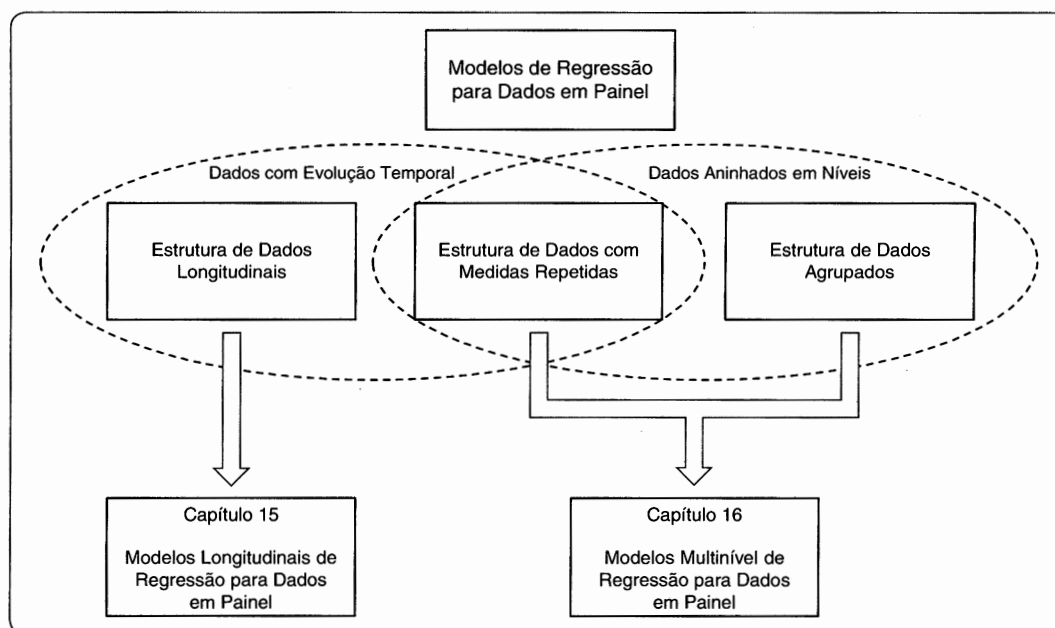 Modelos de Regressão
para Dados em Painel
Dados com Evolução Temporal
Dados Aninhados em Níveis
Estrutura de Dados
Longitudinais
Estrutura de Dados com
Medidas Repetidas
Estrutura de Dados
Agrupados
Capítulo 15
Modelos Longitudinais de
Regressão para Dados
em Painel
Capítulo 16
Modelos Multinível de
Regressão para Dados
em Painel